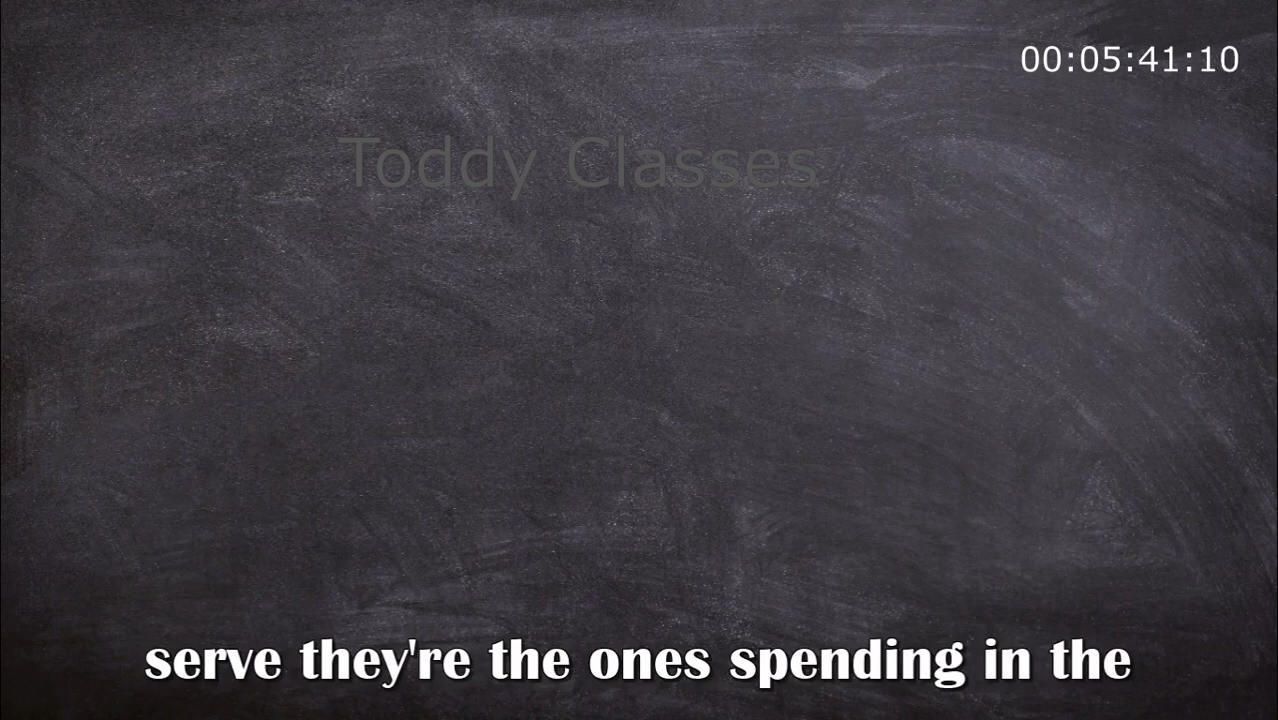 00:05:41:10
Toddy Classes
serve they're the ones spending in the